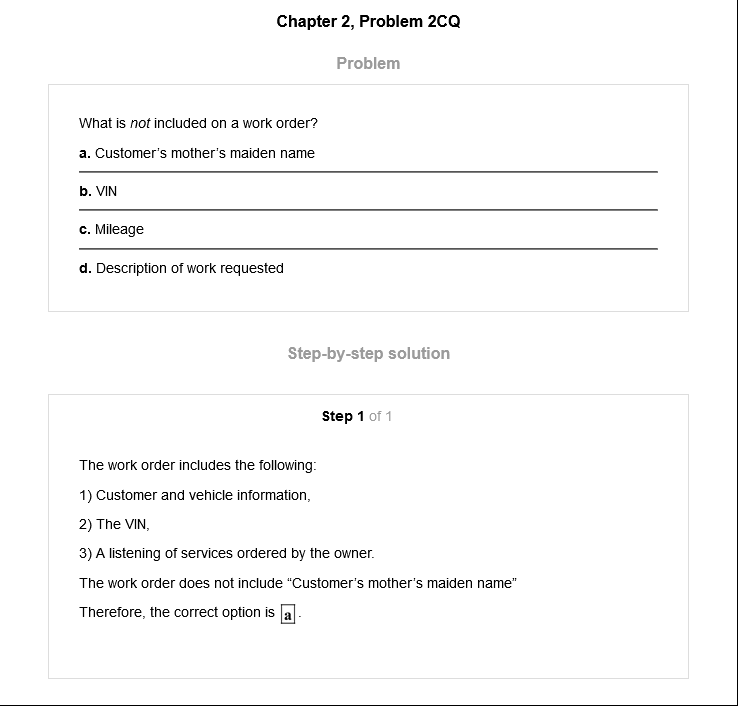 Chapter 2, Problem 2CQ
Problem
What is not included on a work order?
a. Customer's mother's maiden name
b. VIN
c. Mileage
d. Description of work requested
Step-by-step solution
Step 1 of 1
The work order includes the following:
1) Customer and vehicle information,
2) The VIN,
3) A listening of services ordered by the owner.
The work order does not include “Customer's mother's maiden name”
Therefore, the correct option is a .